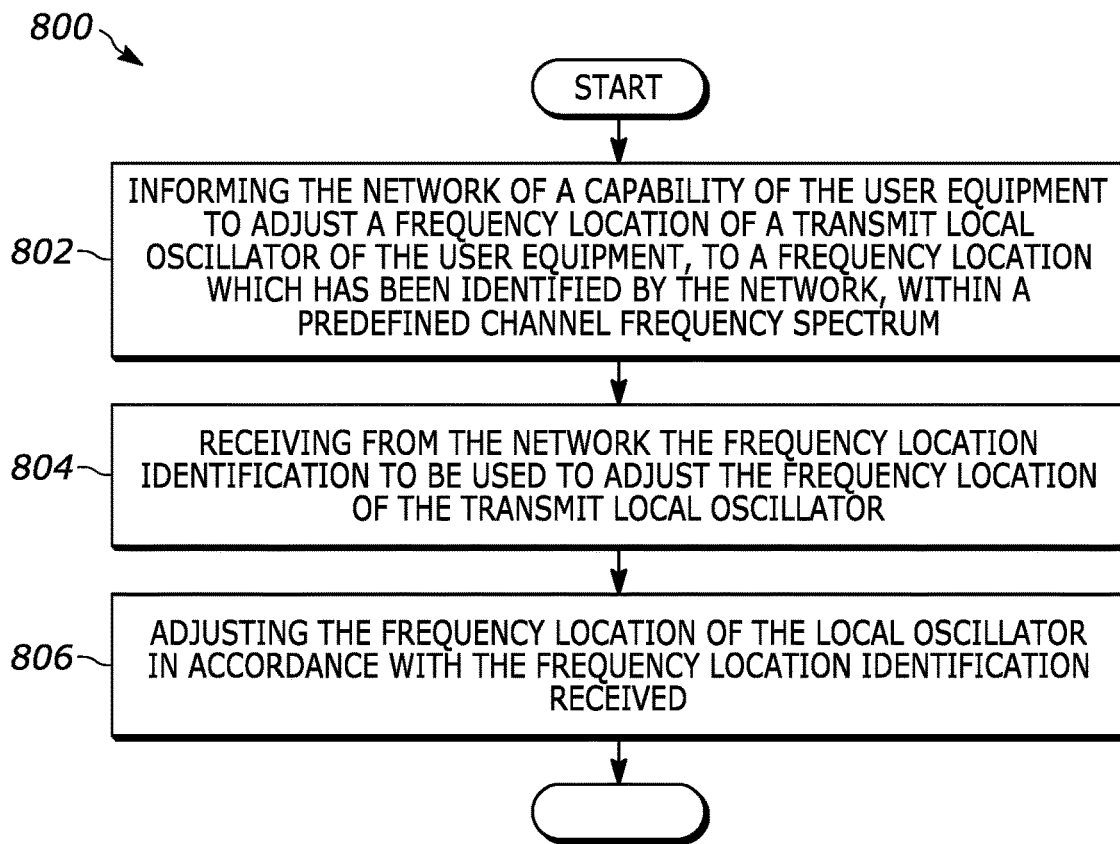 800
START
802
INFORMING THE NETWORK OF A CAPABILITY OF THE USER EQUIPMENT
TO ADJUST A FREQUENCY LOCATION OF A TRANSMIT LOCAL
OSCILLATOR OF THE USER EQUIPMENT, TO A FREQUENCY LOCATION
WHICH HAS BEEN IDENTIFIED BY THE NETWORK, WITHIN A
PREDEFINED CHANNEL FREQUENCY SPECTRUM
804
RECEIVING FROM THE NETWORK THE FREQUENCY LOCATION
IDENTIFICATION TO BE USED TO ADJUST THE FREQUENCY LOCATION
OF THE TRANSMIT LOCAL OSCILLATOR
806
ADJUSTING THE FREQUENCY LOCATION OF THE LOCAL OSCILLATOR
IN ACCORDANCE WITH THE FREQUENCY LOCATION IDENTIFICATION
RECEIVED